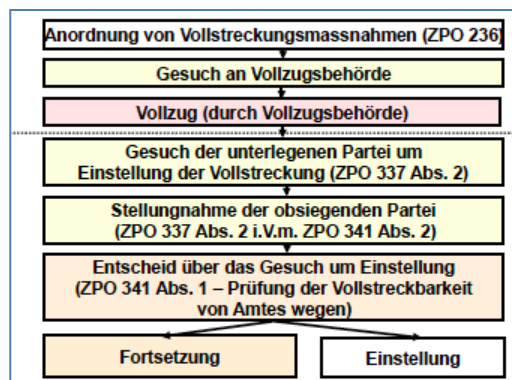 Anordnung von Vollstreckungsmassnahmen (ZPO 236)
Gesuch an Vollzugsbehörde
Vollzug (durch Vollzugsbehörde)
Gesuch der unterlegenen Partei um
Einstellung der Vollstreckung (ZPO 337 Abs. 2)
Stellungnahme der obsiegenden Partei
(ZPO 337 Abs. 2 i.V.m. ZPO 341 Abs. 2)
Entscheid über das Gesuch um Einstellung
(ZPO 341 Abs. 1 – Prüfung der Vollstreckbarkeit
von Amtes wegen)
Fortsetzung
Einstellung